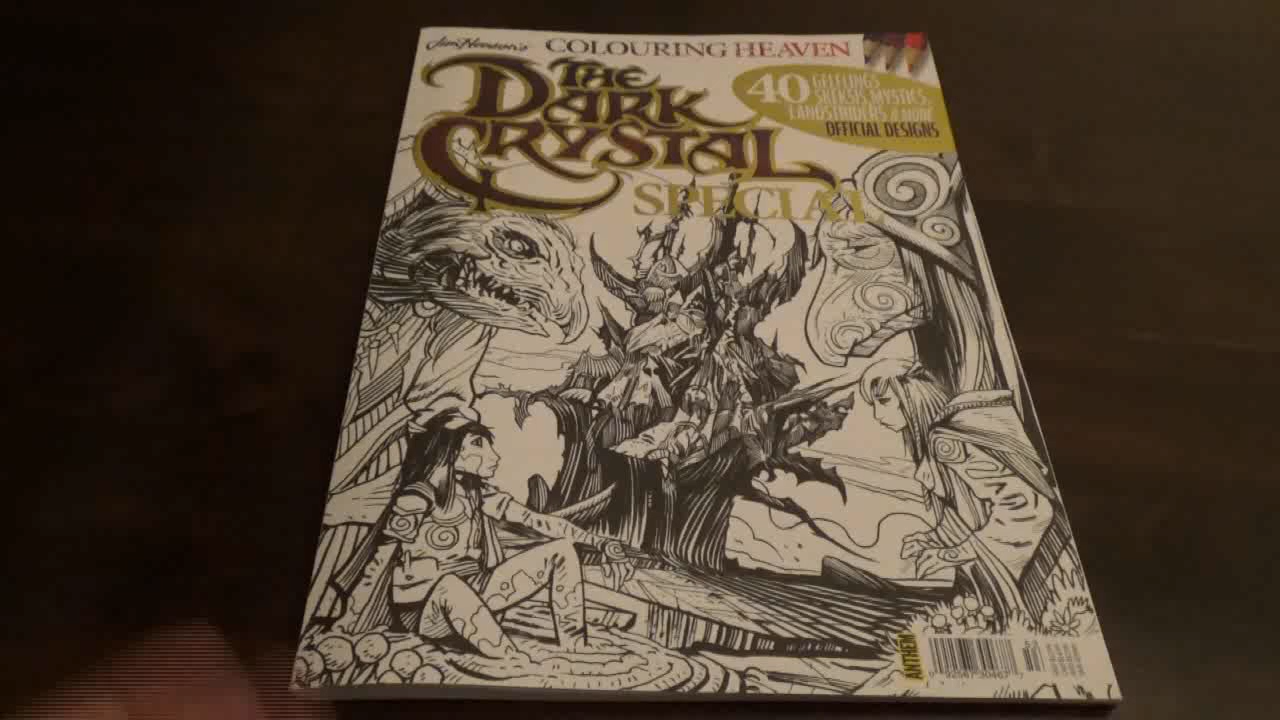 Jim Henson's COLOURING HEAVEN
THE
DARK
CRYSTAL
SPECIAL
40 GELFLINGS
SKEKSIS, MYSTICS,
LANDSTRIDERS & MORE
OFFICIAL DESIGNS
ANTHEM